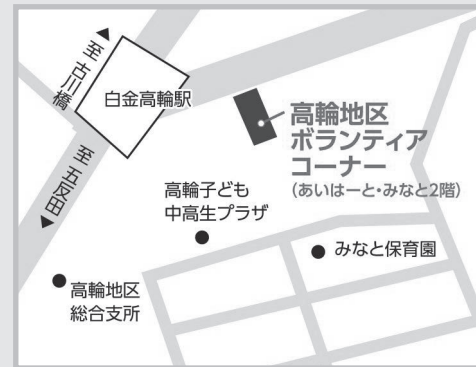 至 古川橋
白金高輪駅
至 五反田
高輪地区
ボランティア
コーナー
(あいはーと・みなと2階)
高輪子ども
中高生プラザ
みなと保育園
高輪地区
総合支所